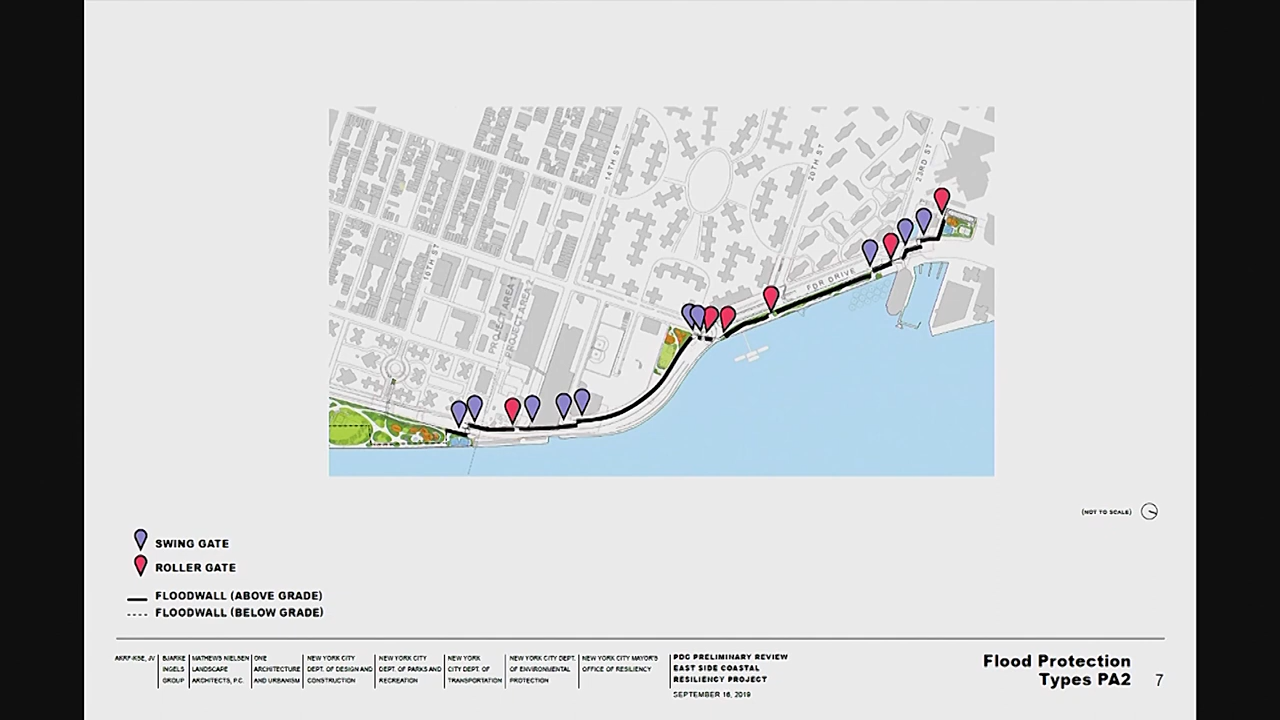 14TH ST
20TH ST
23RD ST
10TH ST
PROJECT AREA 1
PROJECT AREA
FDR DRIVE
(NOT TO SCALE)
SWING GATE
ROLLER GATE
FLOODWALL (ABOVE GRADE)
FLOODWALL (BELOW GRADE)
AKRF-KSE, JV
BJARKE
INGELS
GROUP
MATHEWS NIELSEN
LANDSCAPE
ARCHITECTS, P.C.
ONE
ARCHITECTURE
AND URBANISM
NEW YORK CITY
DEPT. OF DESIGN AND
CONSTRUCTION
NEW YORK CITY
DEPT. OF PARKS AND
RECREATION
NEW YORK
CITY DEPT. OF
TRANSPORTATION
NEW YORK CITY DEPT.
OF ENVIRONMENTAL
PROTECTION
NEW YORK CITY MAYOR'S
OFFICE OF RESILIENCY
PDC PRELIMINARY REVIEW
EAST SIDE COASTAL
RESILIENCY PROJECT
SEPTEMBER 16, 2019
Flood Protection
Types PA2
7